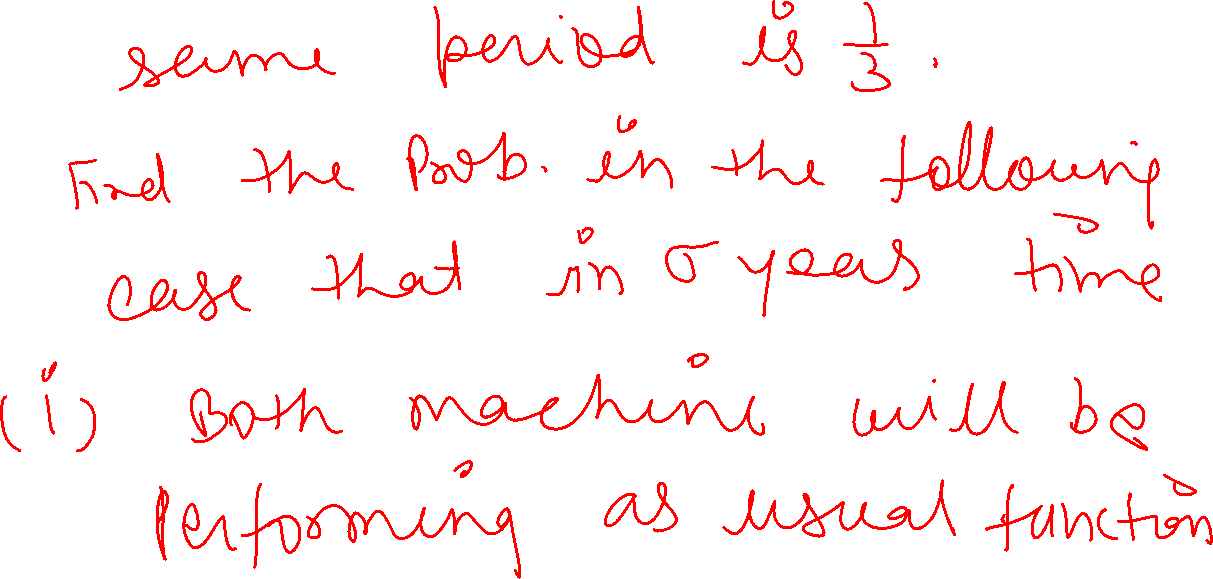 same period is 1/3.
Find the Prob. in the following
case that in 5 years time
(i) Both machine will be
Performing as usual function